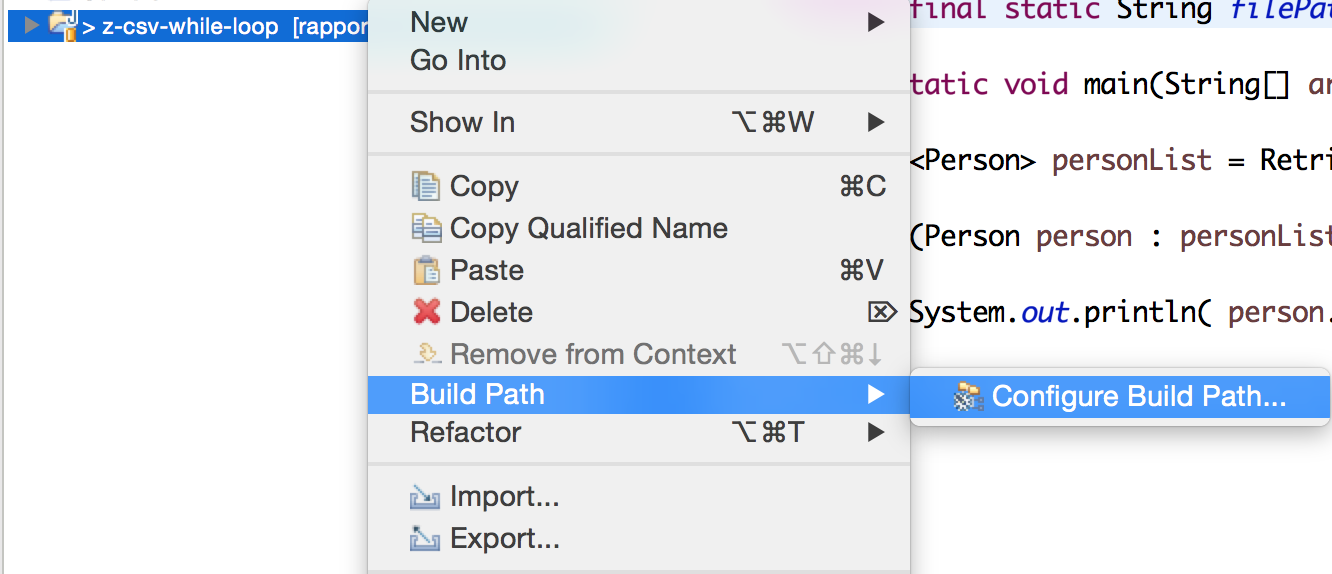 > z-csv-while-loop [rappor
New
Go Into
Show In ⌥⌘W
Copy ⌘C
Copy Qualified Name
Paste ⌘V
Delete ⌦
Remove from Context ⌥⇧⌘↓
Build Path
Configure Build Path...
Refactor ⌥⌘T
Import...
Export...
final static String filePat
tatic void main(String[] ar
<Person> personList = Retri
(Person person : personList
System.out.println( person.